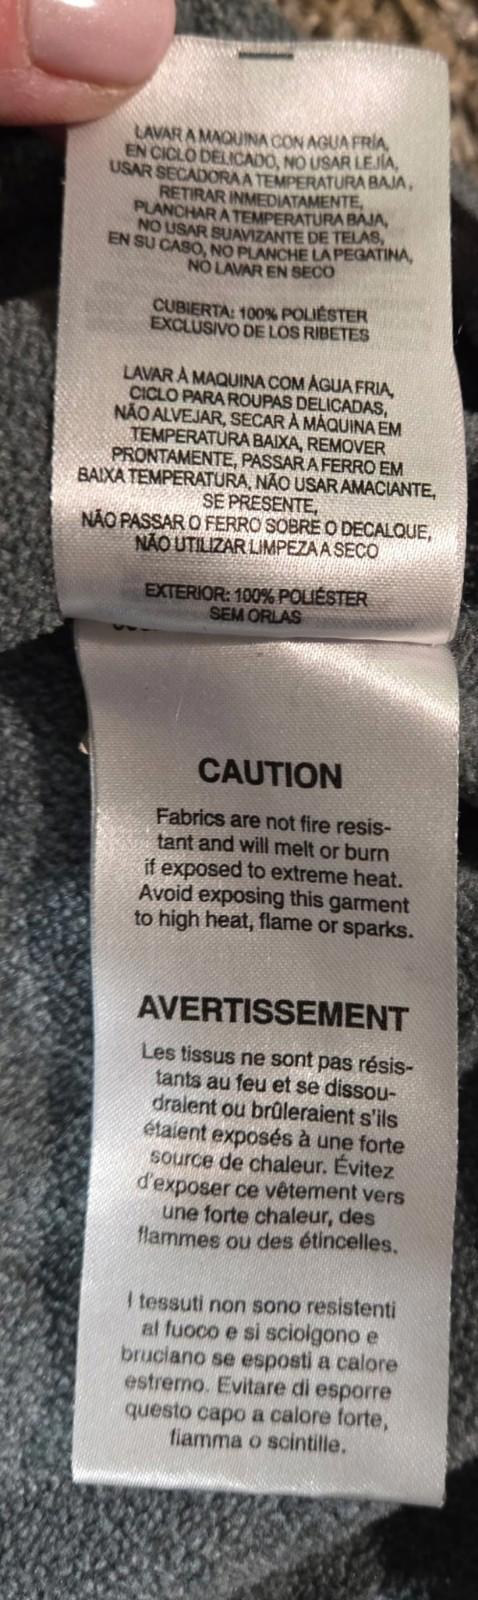 LAVAR A MAQUINA CON AGUA FRÍA,
EN CICLO DELICADO, NO USAR LEJÍA,
USAR SECADORA A TEMPERATURA BAJA,
RETIRAR INMEDIATAMENTE,
PLANCHAR A TEMPERATURA BAJA,
NO USAR SUAVIZANTE DE TELAS,
EN SU CASO, NO PLANCHE LA PEGATINA,
NO LAVAR EN SECO
CUBIERTA: 100% POLIÉSTER
EXCLUSIVO DE LOS RIBETES
LAVAR À MAQUINA COM ÁGUA FRIA,
CICLO PARA ROUPAS DELICADAS,
NÃO ALVEJAR, SECAR À MÁQUINA EM
TEMPERATURA BAIXA, REMOVER
PRONTAMENTE, PASSAR A FERRO EM
BAIXA TEMPERATURA, NÃO USAR AMACIANTE,
SE PRESENTE,
NÃO PASSAR O FERRO SOBRE O DECALQUE,
NÃO UTILIZAR LIMPEZA A SECO
EXTERIOR: 100% POLIÉSTER
SEM ORLAS
CAUTION
Fabrics are not fire resis-
tant and will melt or burn
if exposed to extreme heat.
Avoid exposing this garment
to high heat, flame or sparks.
AVERTISSEMENT
Les tissus ne sont pas résis-
tants au feu et se dissou-
draient ou brûleraient s'ils
étaient exposés à une forte
source de chaleur. Évitez
d'exposer ce vêtement vers
une forte chaleur, des
flammes ou des étincelles.
I tessuti non sono resistenti
al fuoco e si sciolgono e
bruciano se esposti a calore
estremo. Evitare di esporre
questo capo a calore forte,
fiamma o scintille.